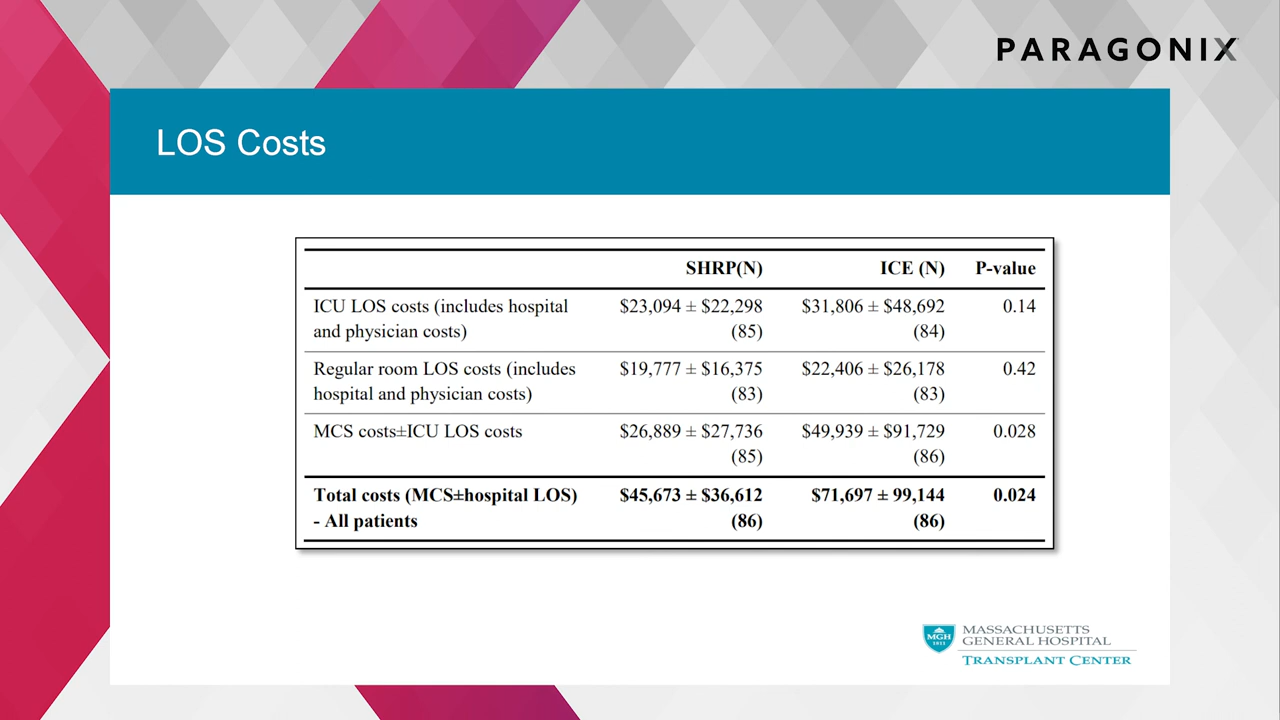 PARAGONIX
LOS Costs
SHRP(N) ICE (N) P-value
ICU LOS costs (includes hospital $23,094 ± $22,298 $31,806 ± $48,692 0.14
and physician costs) (85) (84)
Regular room LOS costs (includes $19,777 ± $16,375 $22,406 ± $26,178 0.42
hospital and physician costs) (83) (83)
MCS costs±ICU LOS costs $26,889 ± $27,736 $49,939 ± $91,729 0.028
(85) (86)
Total costs (MCS±hospital LOS) $45,673 ± $36,612 $71,697 ± 99,144 0.024
- All patients (86) (86)
MGH
1811
MASSACHUSETTS
GENERAL HOSPITAL
TRANSPLANT CENTER